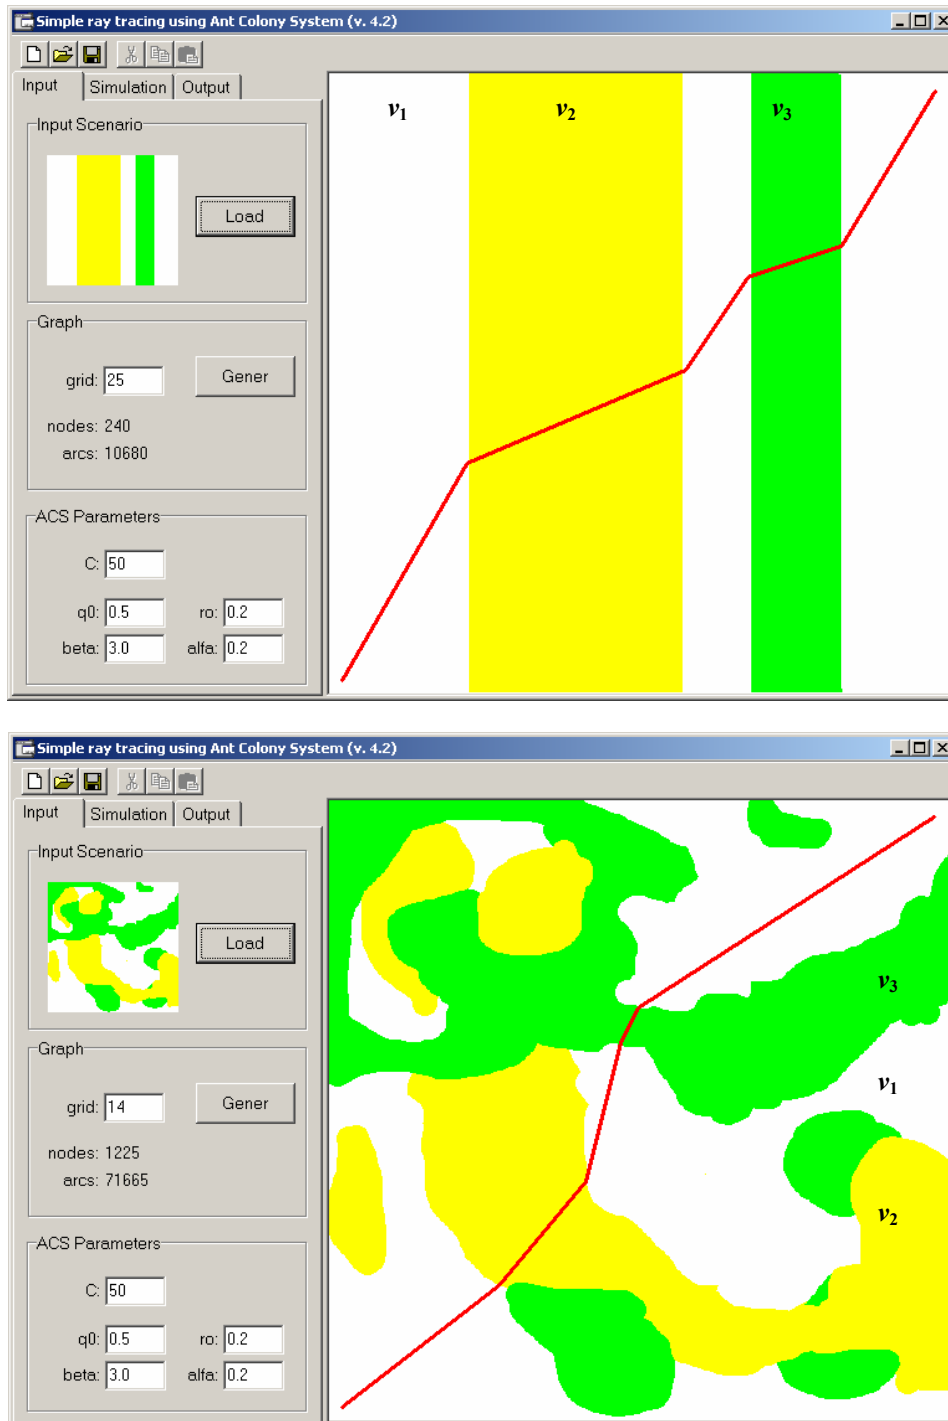 Simple ray tracing using Ant Colony System (v. 4.2)
Input Simulation Output
Input Scenario
Load
Graph
grid: 25
Gener
nodes: 240
arcs: 10680
ACS Parameters
C: 50
q0: 0.5 ro: 0.2
beta: 3.0 alfa: 0.2
v1 v2 v3
Simple ray tracing using Ant Colony System (v. 4.2)
Input Simulation Output
Input Scenario
Load
Graph
grid: 14
Gener
nodes: 1225
arcs: 71665
ACS Parameters
C: 50
q0: 0.5 ro: 0.2
beta: 3.0 alfa: 0.2
v3
v1
v2